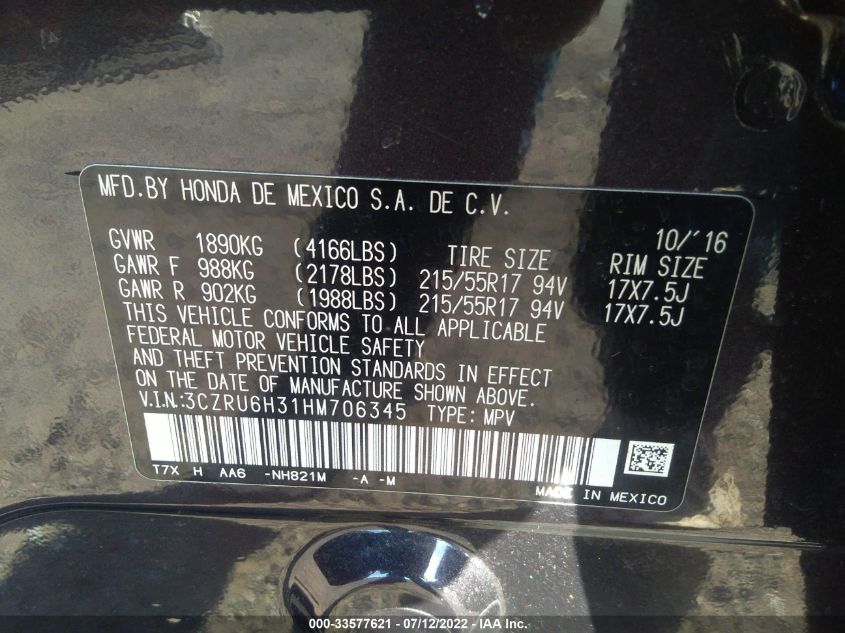 MFD.BY HONDA DE MEXICO S.A. DE C.V.
10/'16
GVWR 1890KG (4166LBS) TIRE SIZE RIM SIZE
GAWR F 988KG (2178LBS) 215/55R17 94V 17X7.5J
GAWR R 902KG (1988LBS) 215/55R17 94V 17X7.5J
THIS VEHICLE CONFORMS TO ALL APPLICABLE
FEDERAL MOTOR VEHICLE SAFETY
AND THEFT PREVENTION STANDARDS IN EFFECT
ON THE DATE OF MANUFACTURE SHOWN ABOVE.
V.I.N:3CZRU6H31HM706345 TYPE: MPV
T7X H AA6 -NH821M -A -M
MADE IN MEXICO
000-33577621 - 07/12/2022 - IAA Inc.